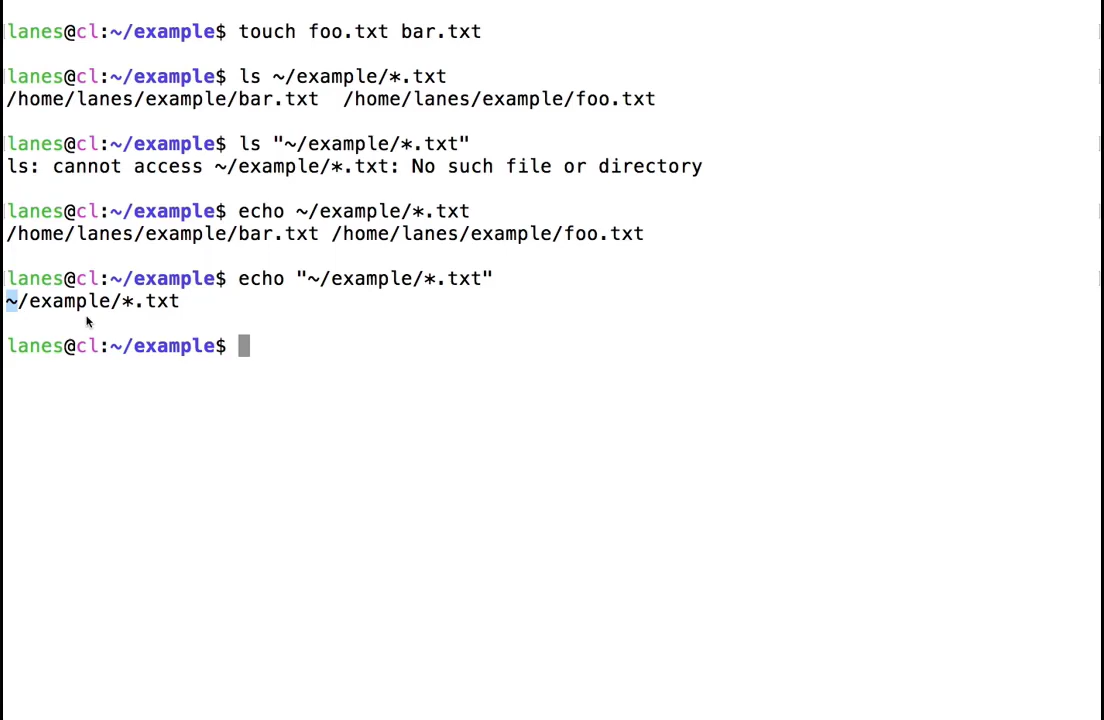 lanes@cl:~/example$ touch foo.txt bar.txt
lanes@cl:~/example$ ls ~/example/*.txt
/home/lanes/example/bar.txt  /home/lanes/example/foo.txt
lanes@cl:~/example$ ls "~/example/*.txt"
ls: cannot access ~/example/*.txt: No such file or directory
lanes@cl:~/example$ echo ~/example/*.txt
/home/lanes/example/bar.txt /home/lanes/example/foo.txt
lanes@cl:~/example$ echo "~/example/*.txt"
~/example/*.txt
lanes@cl:~/example$